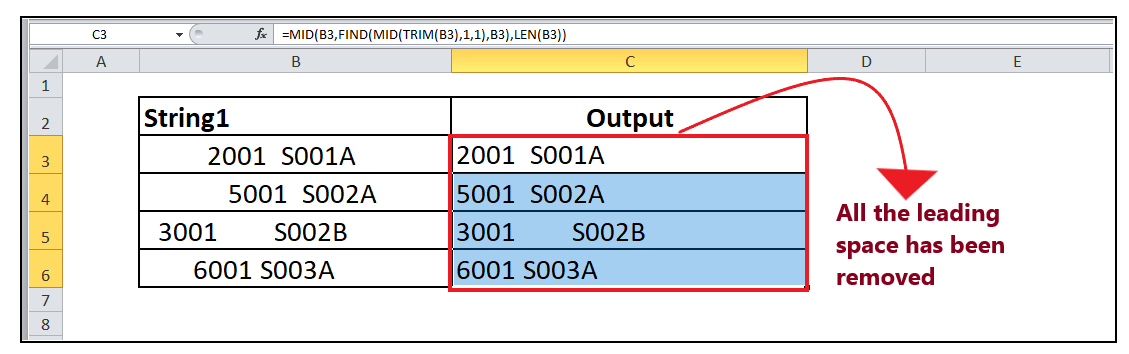 C3 fx =MID(B3,FIND(MID(TRIM(B3),1,1),B3),LEN(B3))
A B C D E
1
2 String1 Output
3 2001  S001A 2001  S001A
4 5001  S002A 5001  S002A
5 3001        S002B 3001        S002B
6 6001 S003A 6001 S003A
7
8
All the leading
space has been
removed